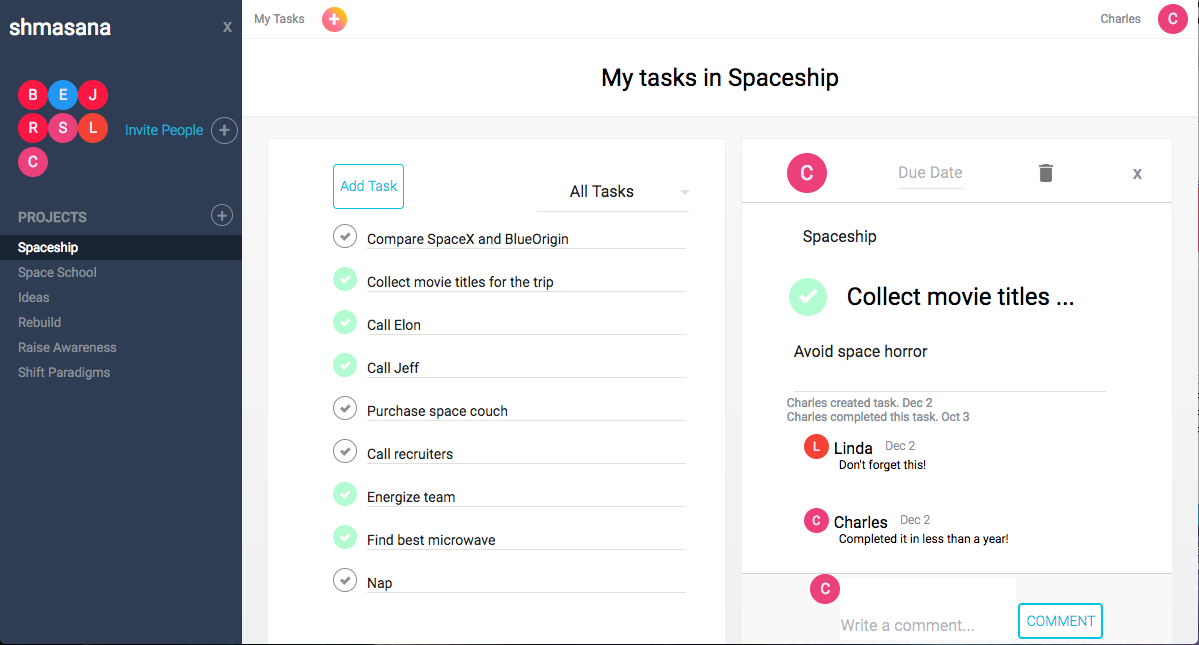 shmasana
x
B E J
R S L
C
Invite People
+
PROJECTS
+
Spaceship
Space School
Ideas
Rebuild
Raise Awareness
Shift Paradigms
My Tasks
+
Charles
C
My tasks in Spaceship
Add Task
All Tasks
Compare SpaceX and BlueOrigin
Collect movie titles for the trip
Call Elon
Call Jeff
Purchase space couch
Call recruiters
Energize team
Find best microwave
Nap
C
Due Date
x
Spaceship
Collect movie titles ...
Avoid space horror
Charles created task. Dec 2
Charles completed this task. Oct 3
L
Linda Dec 2
Don't forget this!
C
Charles Dec 2
Completed it in less than a year!
C
Write a comment...
COMMENT